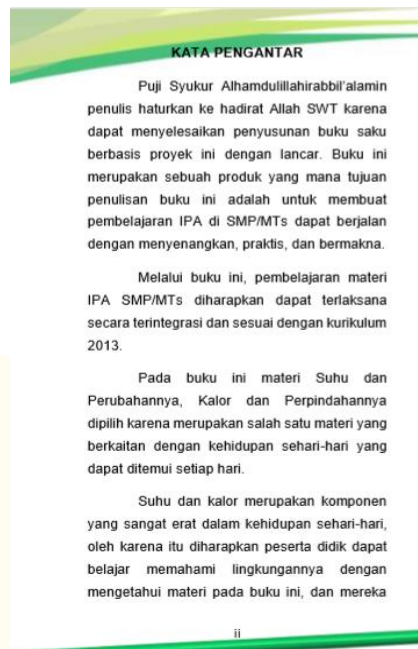 KATA PENGANTAR
Puji Syukur Alhamdulillahirabbil'alamin
penulis haturkan ke hadirat Allah SWT karena
dapat menyelesaikan penyusunan buku saku
berbasis proyek ini dengan lancar. Buku ini
merupakan sebuah produk yang mana tujuan
penulisan buku ini adalah untuk membuat
pembelajaran IPA di SMP/MTs dapat berjalan
dengan menyenangkan, praktis, dan bermakna.
Melalui buku ini, pembelajaran materi
IPA SMP/MTs diharapkan dapat terlaksana
secara terintegrasi dan sesuai dengan kurikulum
2013.
Pada buku ini materi Suhu dan
Perubahannya, Kalor dan Perpindahannya
dipilih karena merupakan salah satu materi yang
berkaitan dengan kehidupan sehari-hari yang
dapat ditemui setiap hari.
Suhu dan kalor merupakan komponen
yang sangat erat dalam kehidupan sehari-hari,
oleh karena itu diharapkan peserta didik dapat
belajar memahami lingkungannya dengan
mengetahui materi pada buku ini, dan mereka
ii